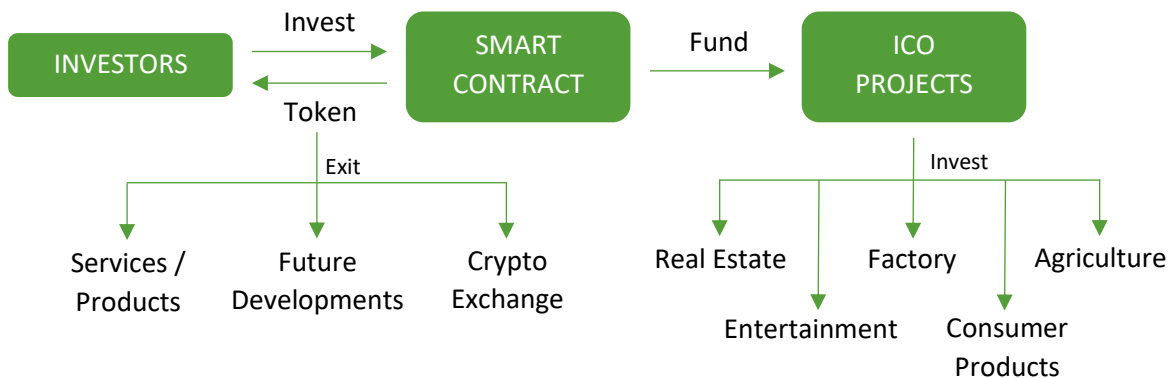 Invest
INVESTORS
SMART
CONTRACT
Fund
ICO
PROJECTS
Token
Exit
Invest
Services /
Products
Future
Developments
Crypto
Exchange
Real Estate
Factory
Agriculture
Entertainment
Consumer
Products